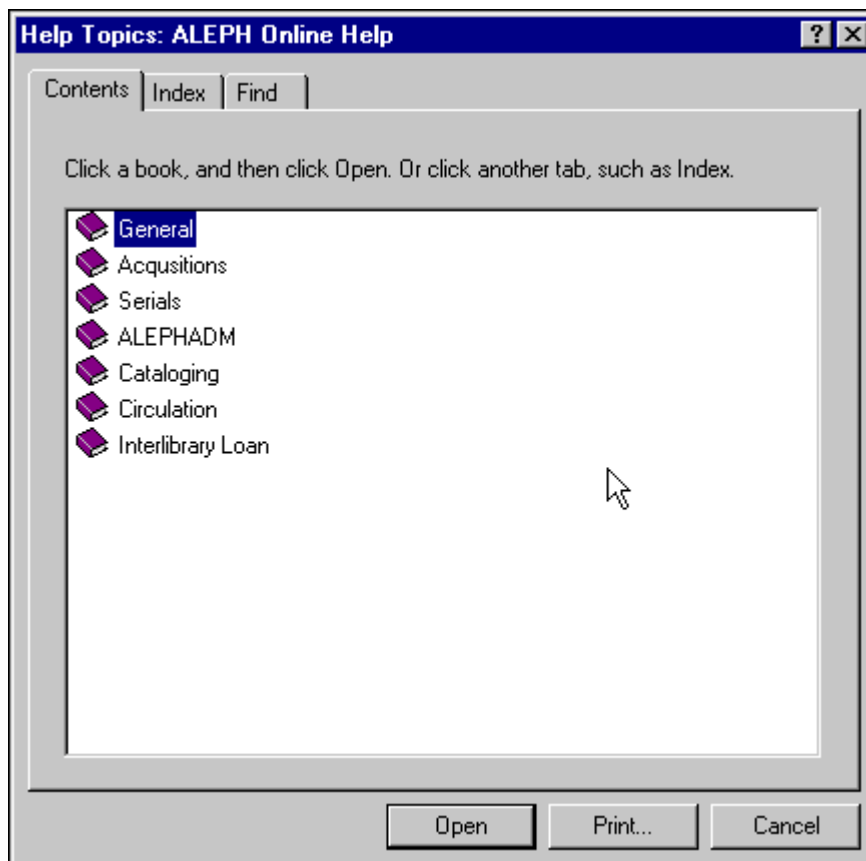 Help Topics: ALEPH Online Help
Contents Index Find
Click a book, and then click Open. Or click another tab, such as Index.
General
Acqusitions
Serials
ALEPHADM
Cataloging
Circulation
Interlibrary Loan
Open Print... Cancel